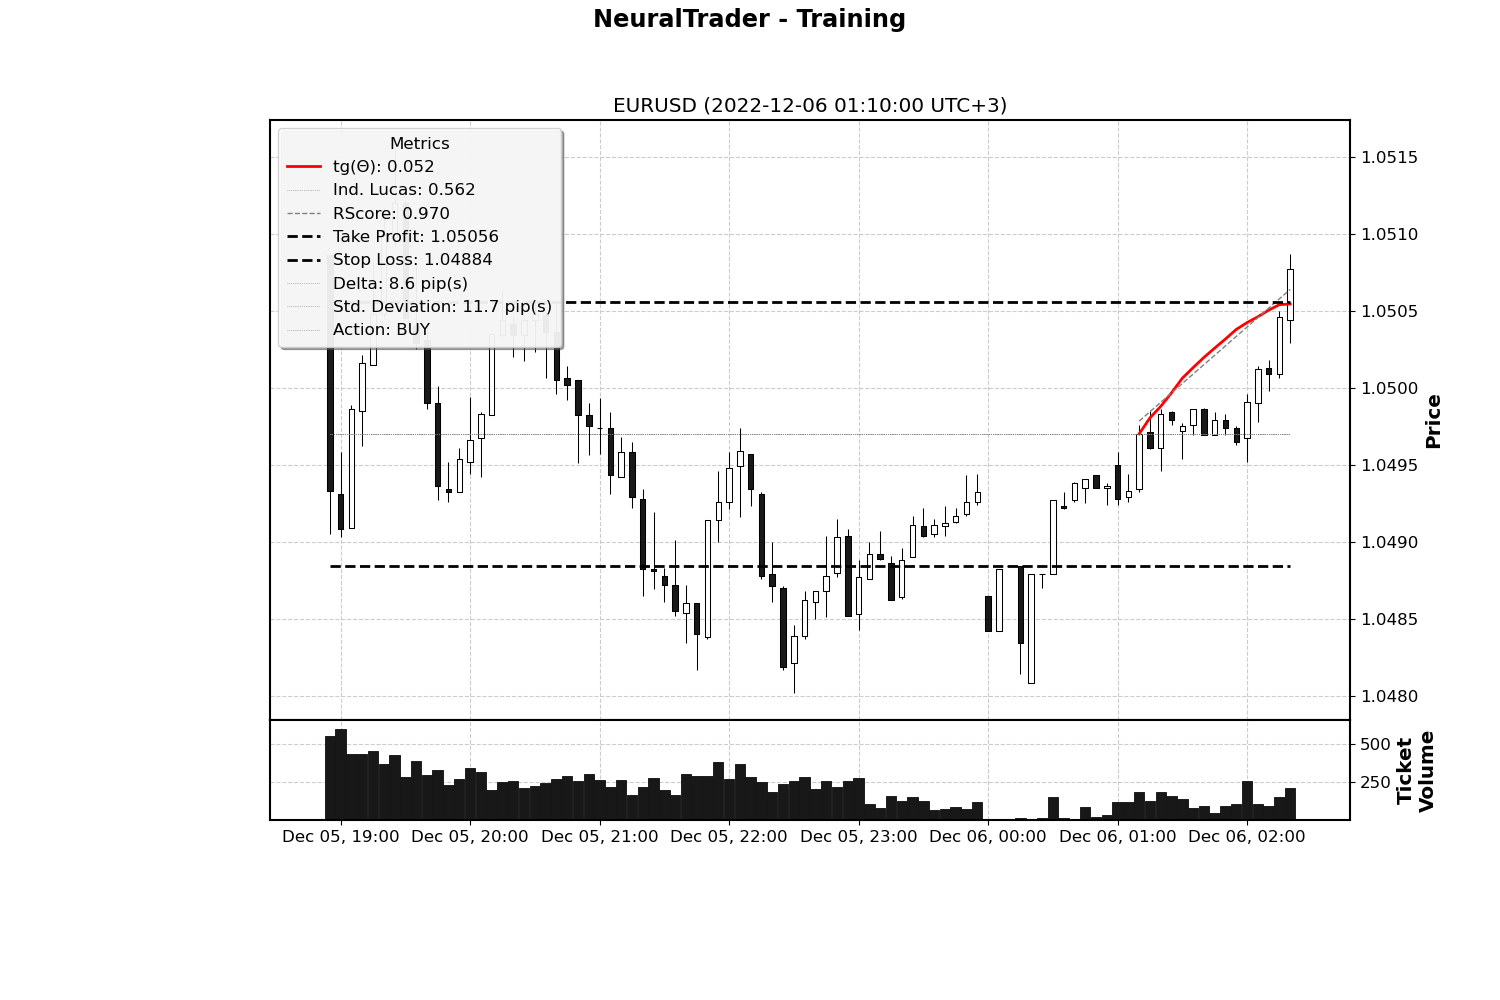 NeuralTrader - Training
EURUSD (2022-12-06 01:10:00 UTC+3)
Metrics
tg(Θ): 0.052
Ind. Lucas: 0.562
RScore: 0.970
Take Profit: 1.05056
Stop Loss: 1.04884
Delta: 8.6 pip(s)
Std. Deviation: 11.7 pip(s)
Action: BUY
1.0515
1.0510
1.0505
1.0500
1.0495
1.0490
1.0485
1.0480
Price
500
250
Ticket
Volume
Dec 05, 19:00 Dec 05, 20:00 Dec 05, 21:00 Dec 05, 22:00 Dec 05, 23:00 Dec 06, 00:00 Dec 06, 01:00 Dec 06, 02:00